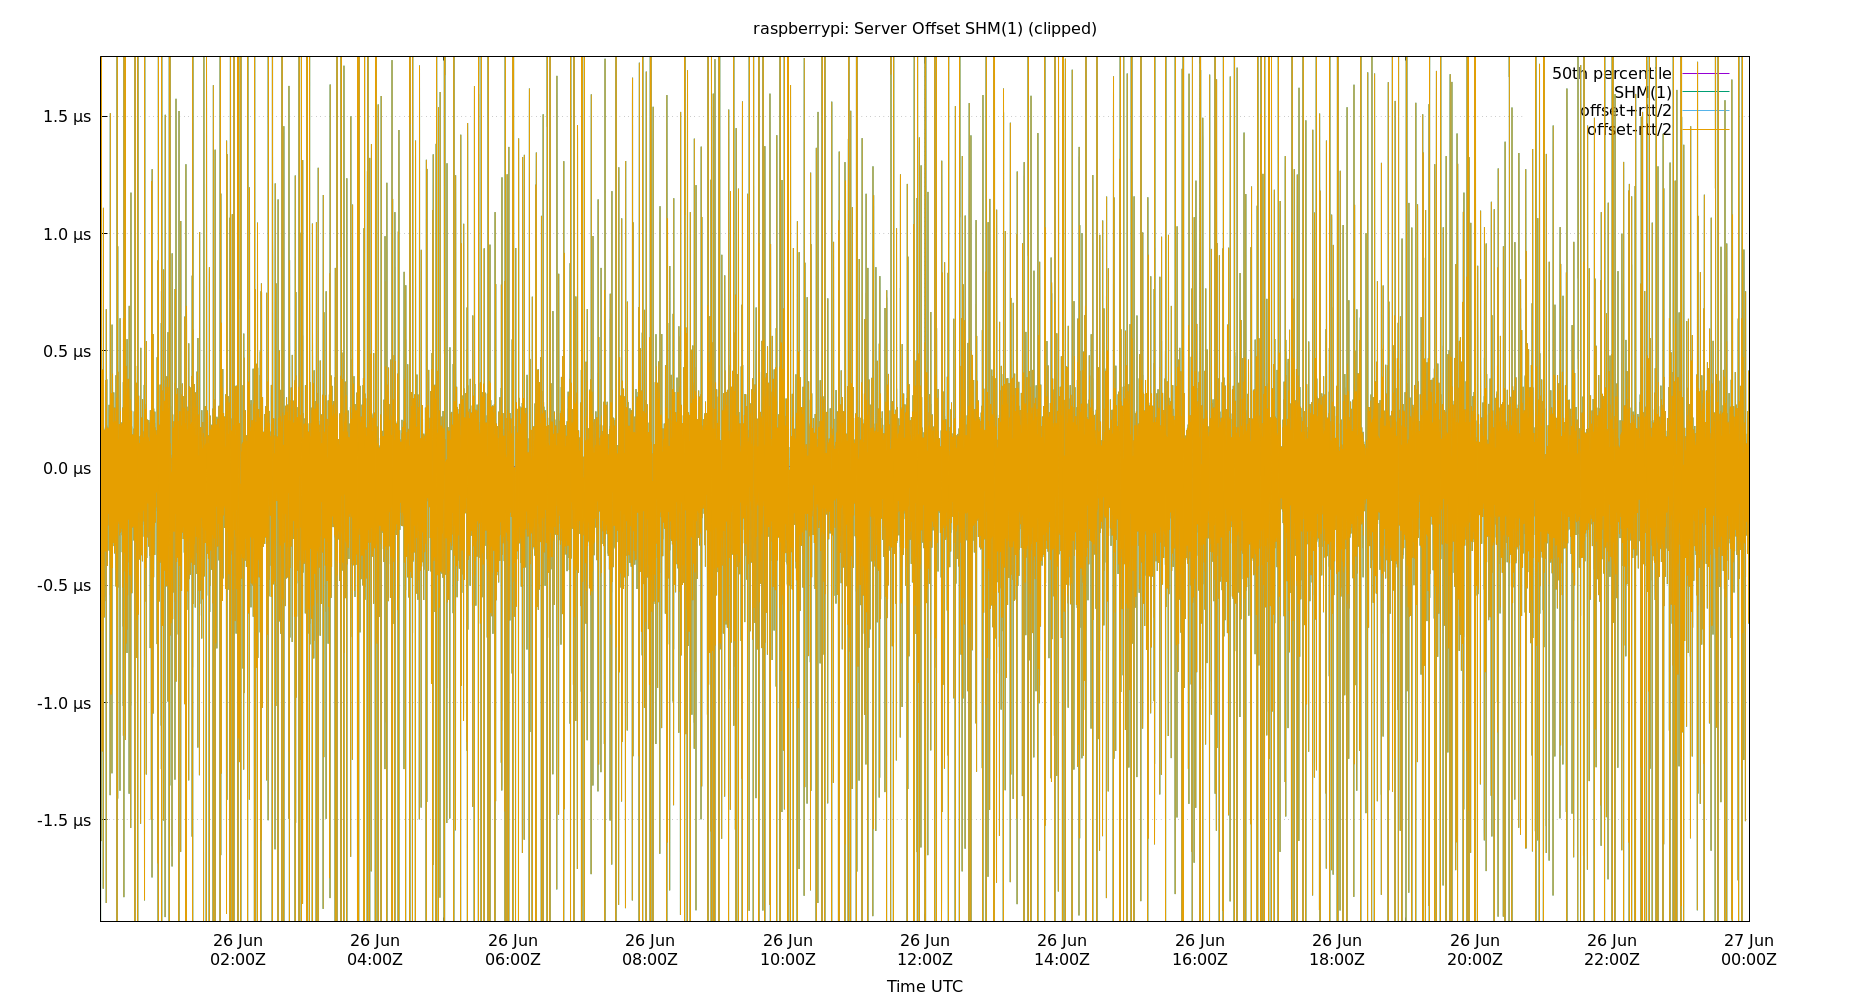 raspberrypi: Server Offset SHM(1) (clipped)
50th percentile
SHM(1)
offset+rtt/2
offset-rtt/2
1.5 µs
1.0 µs
0.5 µs
0.0 µs
-0.5 µs
-1.0 µs
-1.5 µs
26 Jun 26 Jun 26 Jun 26 Jun 26 Jun 26 Jun 26 Jun 26 Jun 26 Jun 26 Jun 26 Jun 27 Jun
02:00Z 04:00Z 06:00Z 08:00Z 10:00Z 12:00Z 14:00Z 16:00Z 18:00Z 20:00Z 22:00Z 00:00Z
Time UTC